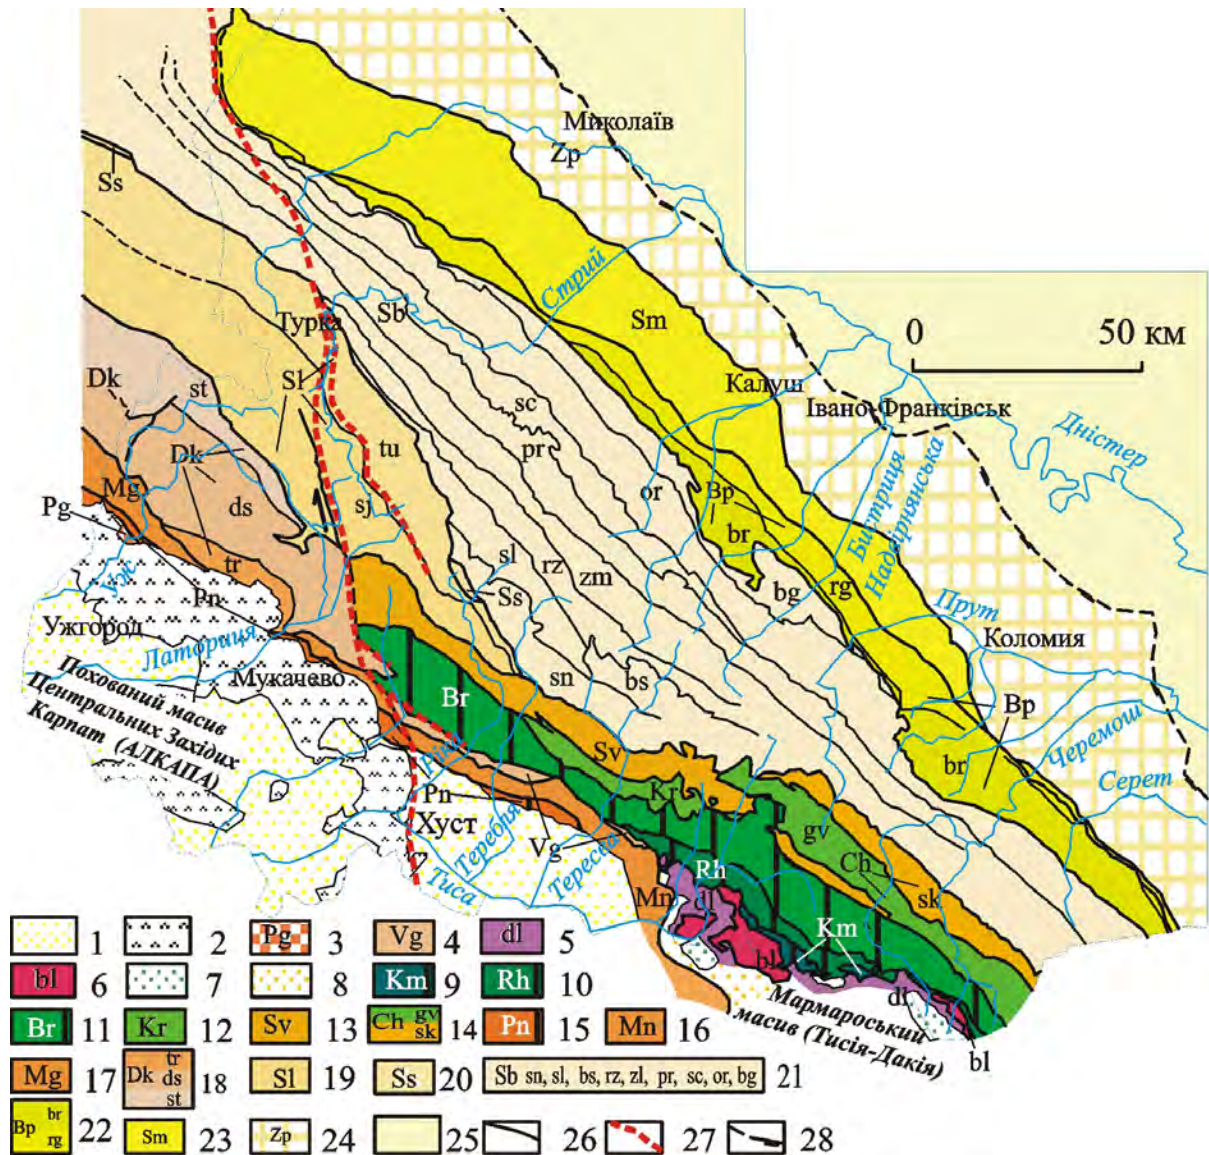 Миколаїв
Zp
Ss
Стрий
Sb
Турка
Sm
0 50 км
Dk
st
Sl
sc
Калуш
Івано-Франківськ
Дністер
pr
tu
Dk
Mg
ds
sj
or
Bp
Бистриця
Надвірнянська
Pg
br
tr
sl
rz
zm
Уж
Ss
bg
rg
Pn
Прут
Ужгород
Латориця
Коломия
Мукачево
sn
bs
Похований масив
Центральних Західих
Карпат (АЛКАПА)
Br
Bp
Sv
Черемош
br
Ріка
Серет
Pn
Kr
Хуст
gv
Теребля
Vg
Тересва
Ch
Тиса
Rh
Mn
dl
sk
Km
bl
dl
Мармароський
масив (Тисія-Дакія)
bl
1
2
Pg 3
Vg 4
dl 5
bl 6
7
8
Km 9
Rh 10
Br 11
Kr 12
Sv 13
Ch gv sk 14
Pn 15
Mn 16
Mg 17
Dk tr ds st 18
Sl 19
Ss 20
Sb sn, sl, bs, rz, zl, pr, sc, or, bg 21
Bp br rg 22
Sm 23
Zp 24
25
26
27
28